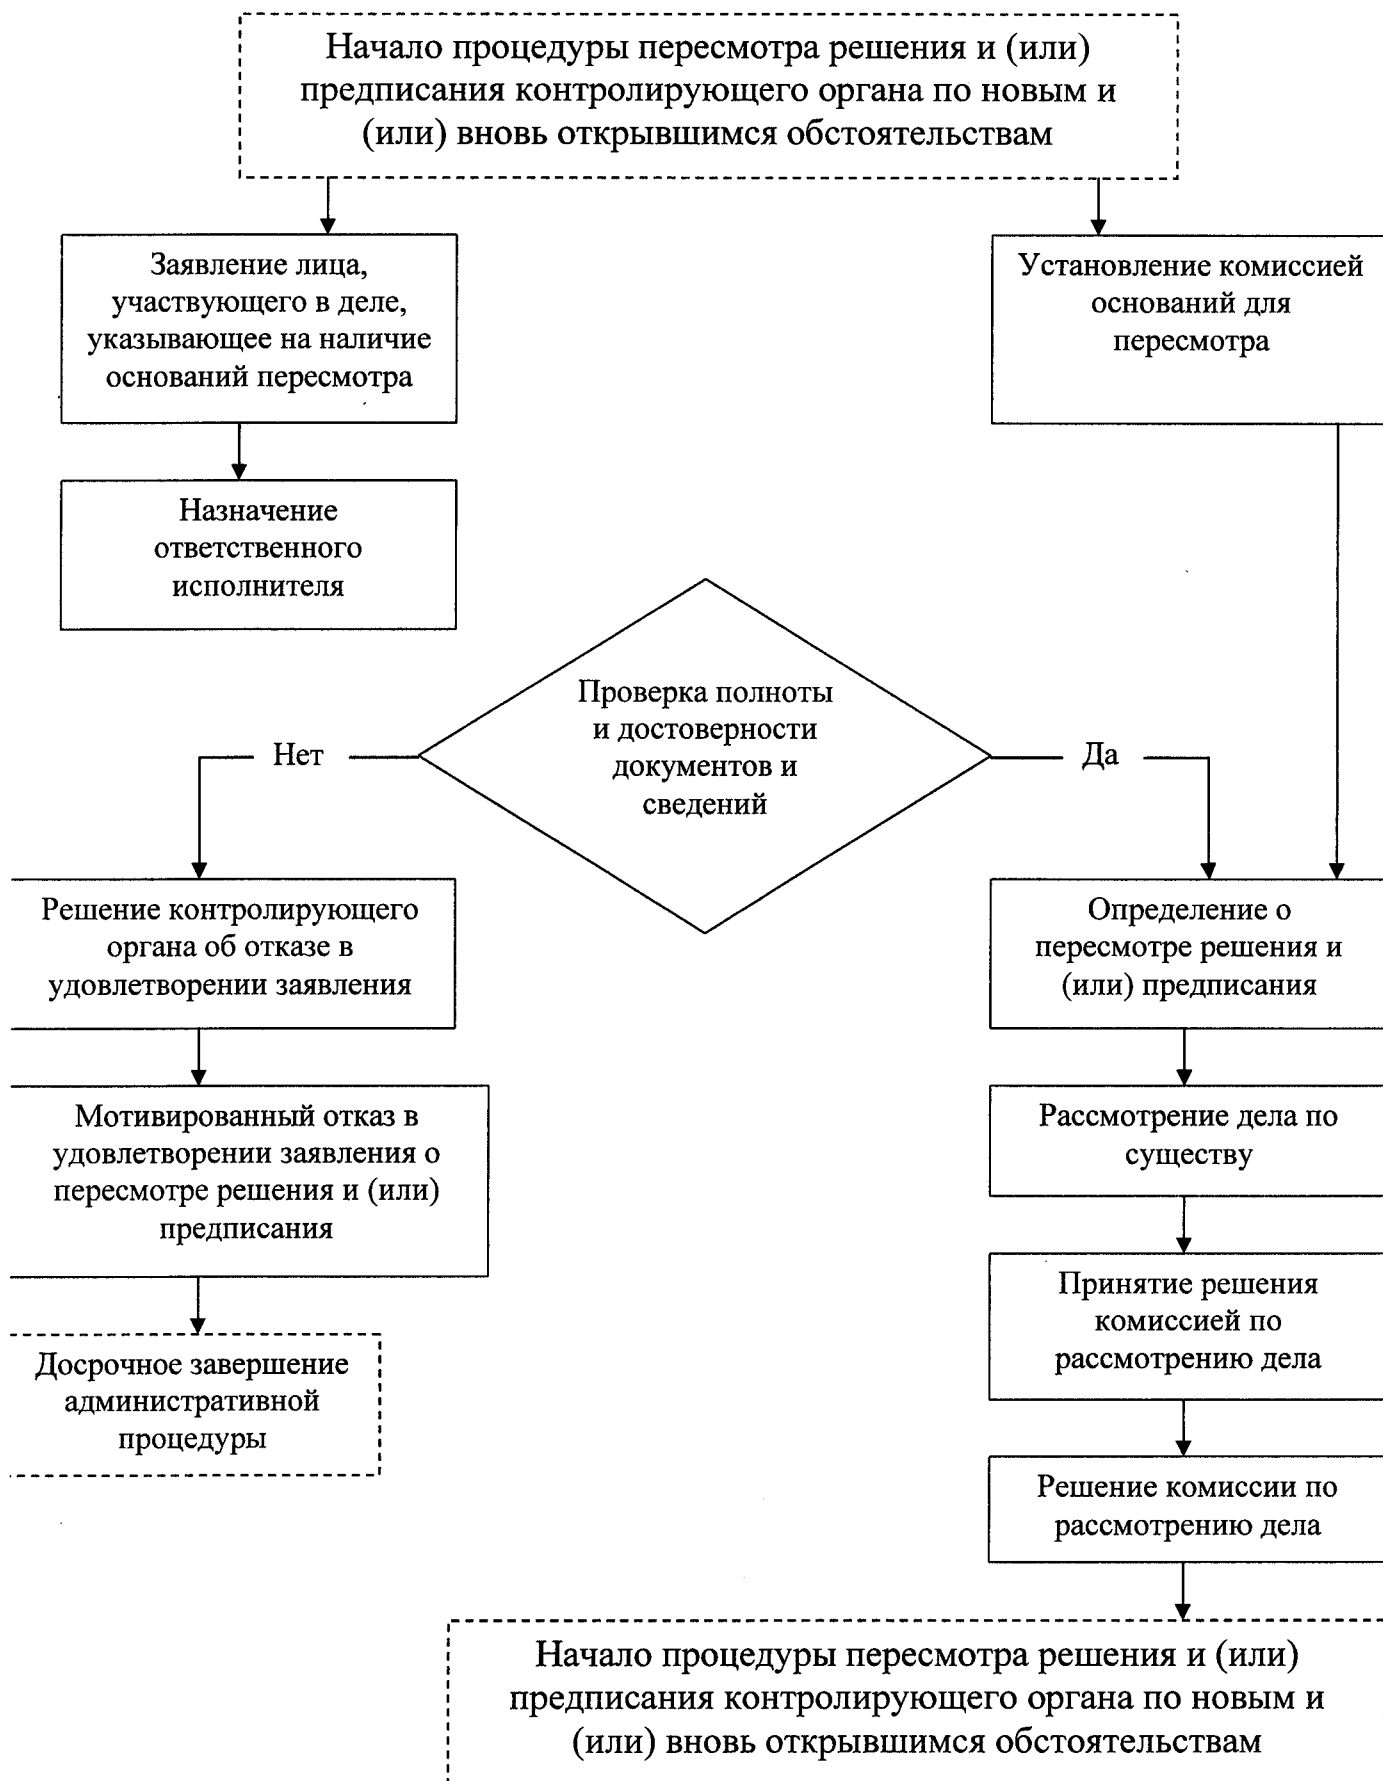 Начало процедуры пересмотра решения и (или)
предписания контролирующего органа по новым и
(или) вновь открывшимся обстоятельствам
Заявление лица,
участвующего в деле,
указывающее на наличие
оснований пересмотра
Установление комиссией
оснований для
пересмотра
Назначение
ответственного
исполнителя
Проверка полноты
и достоверности
документов и
сведений
Нет
Да
Решение контролирующего
органа об отказе в
удовлетворении заявления
Определение о
пересмотре решения и
(или) предписания
Мотивированный отказ в
удовлетворении заявления о
пересмотре решения и (или)
предписания
Рассмотрение дела по
существу
Принятие решения
комиссией по
рассмотрению дела
Досрочное завершение
административной
процедуры
Решение комиссии по
рассмотрению дела
Начало процедуры пересмотра решения и (или)
предписания контролирующего органа по новым и
(или) вновь открывшимся обстоятельствам